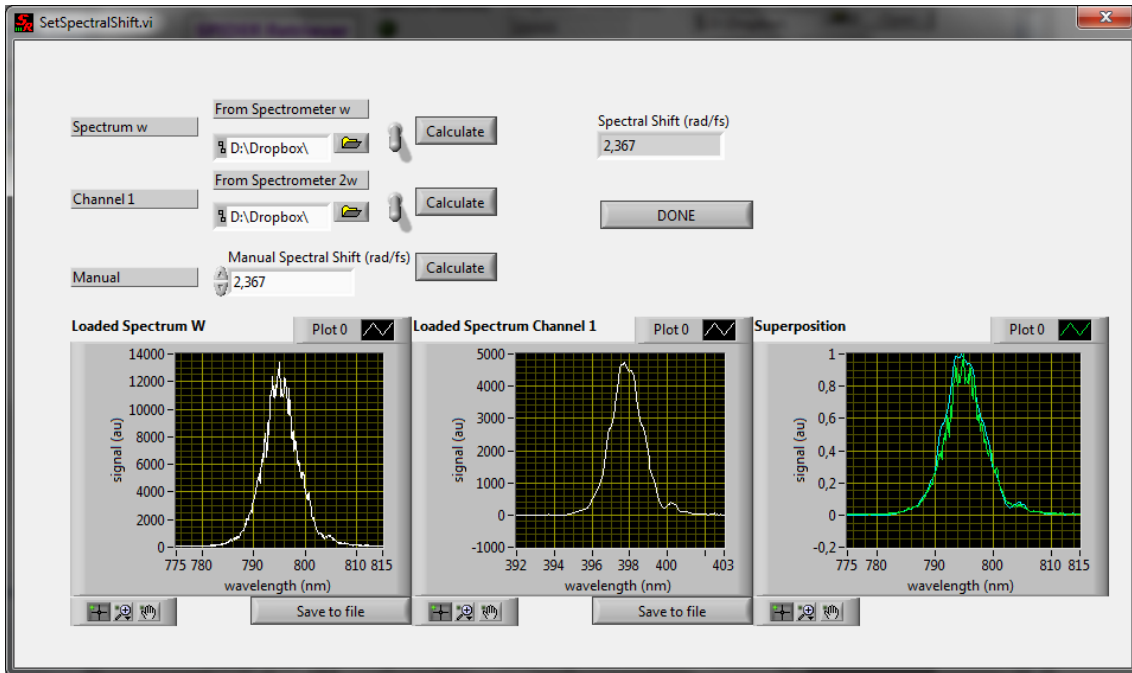 SetSpectralShift.vi
From Spectrometer w
Spectrum w
D:\Dropbox\
Calculate
Spectral Shift (rad/fs)
2,367
From Spectrometer 2w
Channel 1
D:\Dropbox\
Calculate
DONE
Manual Spectral Shift (rad/fs)
Manual
2,367
Calculate
Loaded Spectrum W
Plot 0
14000
12000
10000
8000
6000
4000
2000
0
signal (au)
775 780 790 800 810 815
wavelength (nm)
Save to file
Loaded Spectrum Channel 1
Plot 0
5000
4000
3000
2000
1000
0
-1000
signal (au)
392 394 396 398 400 403
wavelength (nm)
Save to file
Superposition
Plot 0
1
0,8
0,6
0,4
0,2
0
-0,2
signal (au)
775 780 790 800 810 815
wavelength (nm)